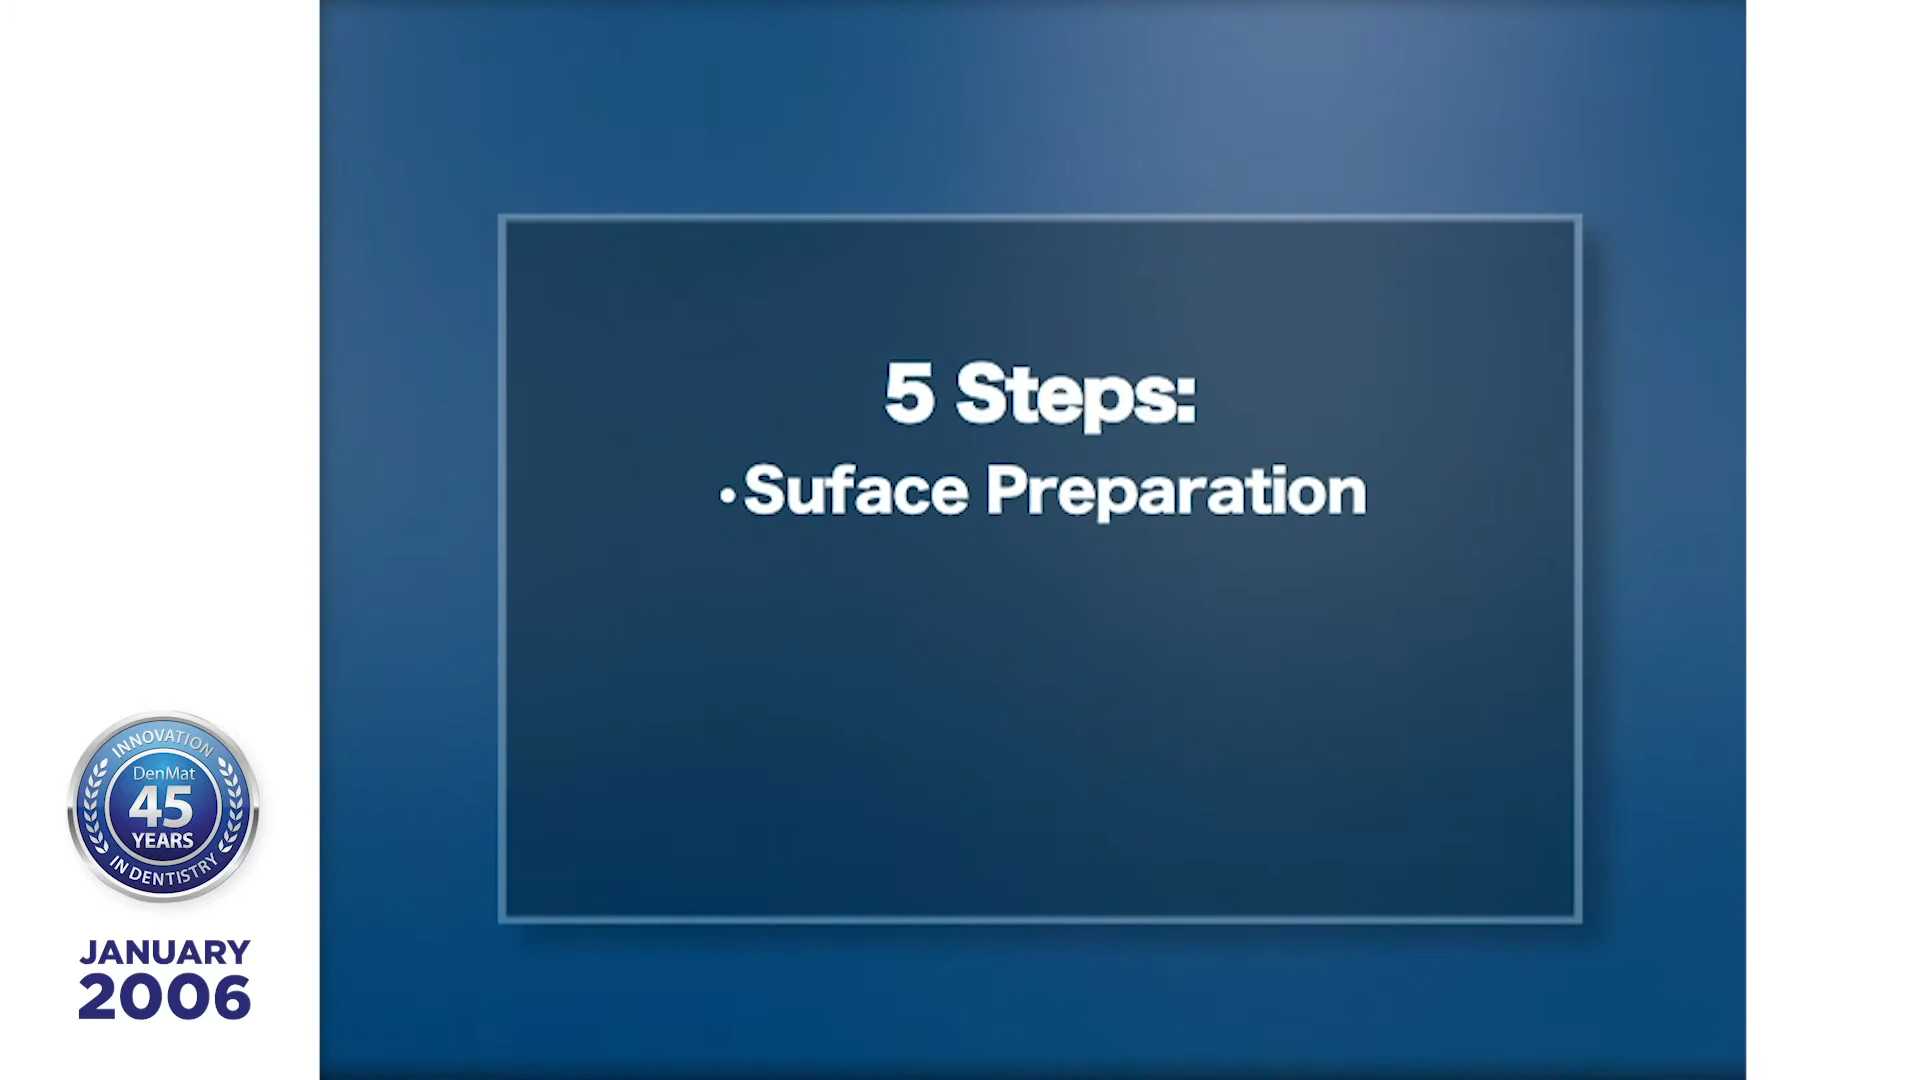 5 Steps:
•Suface Preparation
INNOVATION
DenMat
45
YEARS
IN DENTISTRY
JANUARY
2006